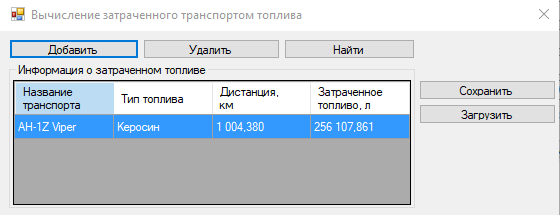 Вычисление затраченного транспортом топлива
Добавить Удалить Найти
Информация о затраченном топливе
Название транспорта Тип топлива Дистанция, км Затраченное топливо, л
AH-1Z Viper Керосин 1 004,380 256 107,861
Сохранить
Загрузить